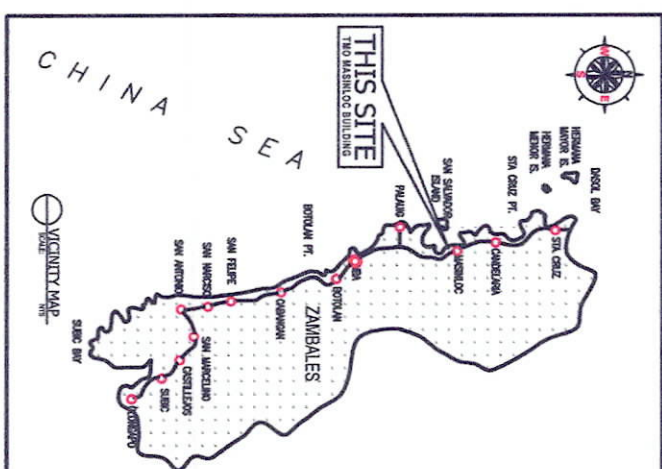 N
W
E
S
CHINA SEA
THIS SITE
TMO MASINLOC BUILDING
DASOL BAY
HERMANA
MAYOR IS.
HERMANA
MENOR IS.
STA CRUZ PT.
STA CRUZ
CANDELARIA
SAN SALVADOR
ISLAND
MASINLOC
PALAUIG
IBA
BOTOLAN PT.
BOTOLAN
ZAMBALES
CABANGAN
SAN FELIPE
SAN NARCISO
SAN ANTONIO
SAN MARCELINO
CASTILLEJOS
SUBIC
OLONGAPO
SUBIC BAY
VICINITY MAP
SCALE:
NTS